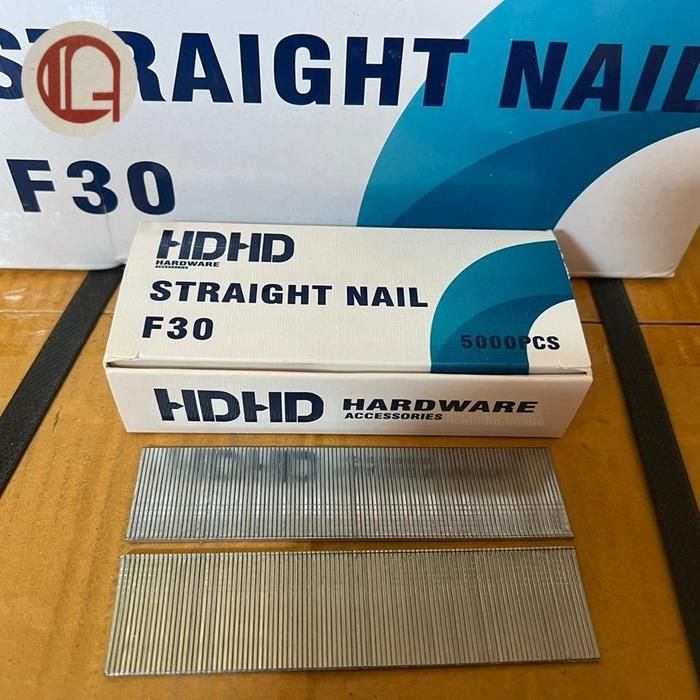 STRAIGHT NAIL
F30
HDHD
HARDWARE
ACCESSORIES
STRAIGHT NAIL
F30
5000PCS
HDHD HARDWARE
ACCESSORIES